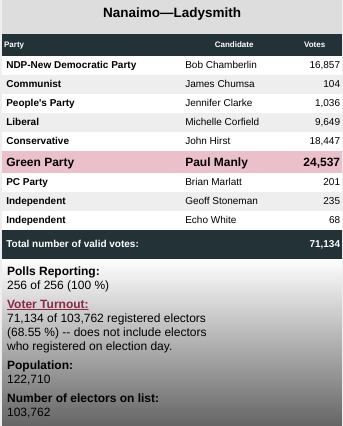 Nanaimo—Ladysmith
Party Candidate Votes
NDP-New Democratic Party Bob Chamberlin 16,857
Communist James Chumsa 104
People's Party Jennifer Clarke 1,036
Liberal Michelle Corfield 9,649
Conservative John Hirst 18,447
Green Party Paul Manly 24,537
PC Party Brian Marlatt 201
Independent Geoff Stoneman 235
Independent Echo White 68
Total number of valid votes: 71,134
Polls Reporting:
256 of 256 (100 %)
Voter Turnout:
71,134 of 103,762 registered electors
(68.55 %) -- does not include electors
who registered on election day.
Population:
122,710
Number of electors on list:
103,762